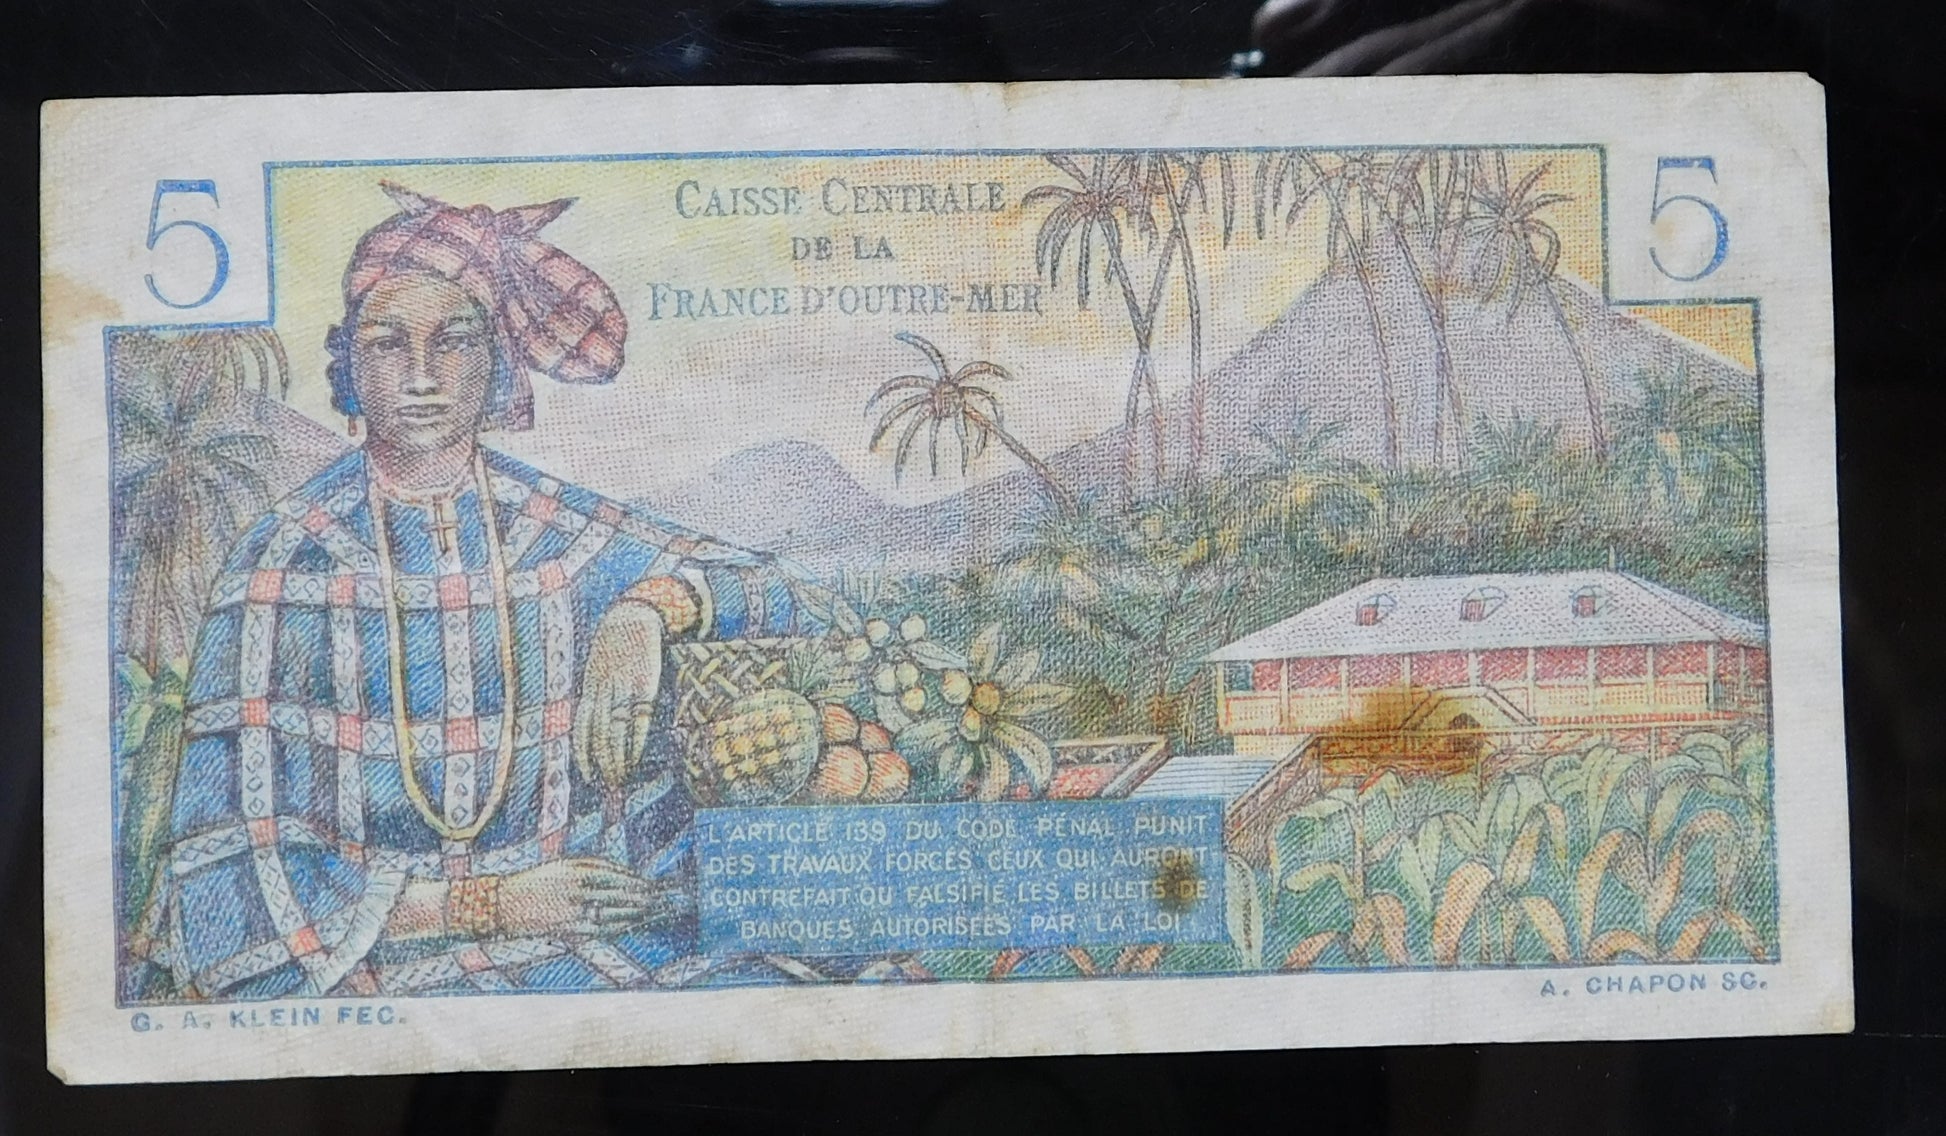 5
CAISSE CENTRALE
DE LA
FRANCE D'OUTRE-MER
5
L'ARTICLE 139 DU CODE PÉNAL PUNIT
DES TRAVAUX FORCÉS CEUX QUI AURONT
CONTREFAIT OU FALSIFIÉ LES BILLETS DE
BANQUES AUTORISÉES PAR LA LOI
G. A. KLEIN FEC.
A. CHAPON SC.